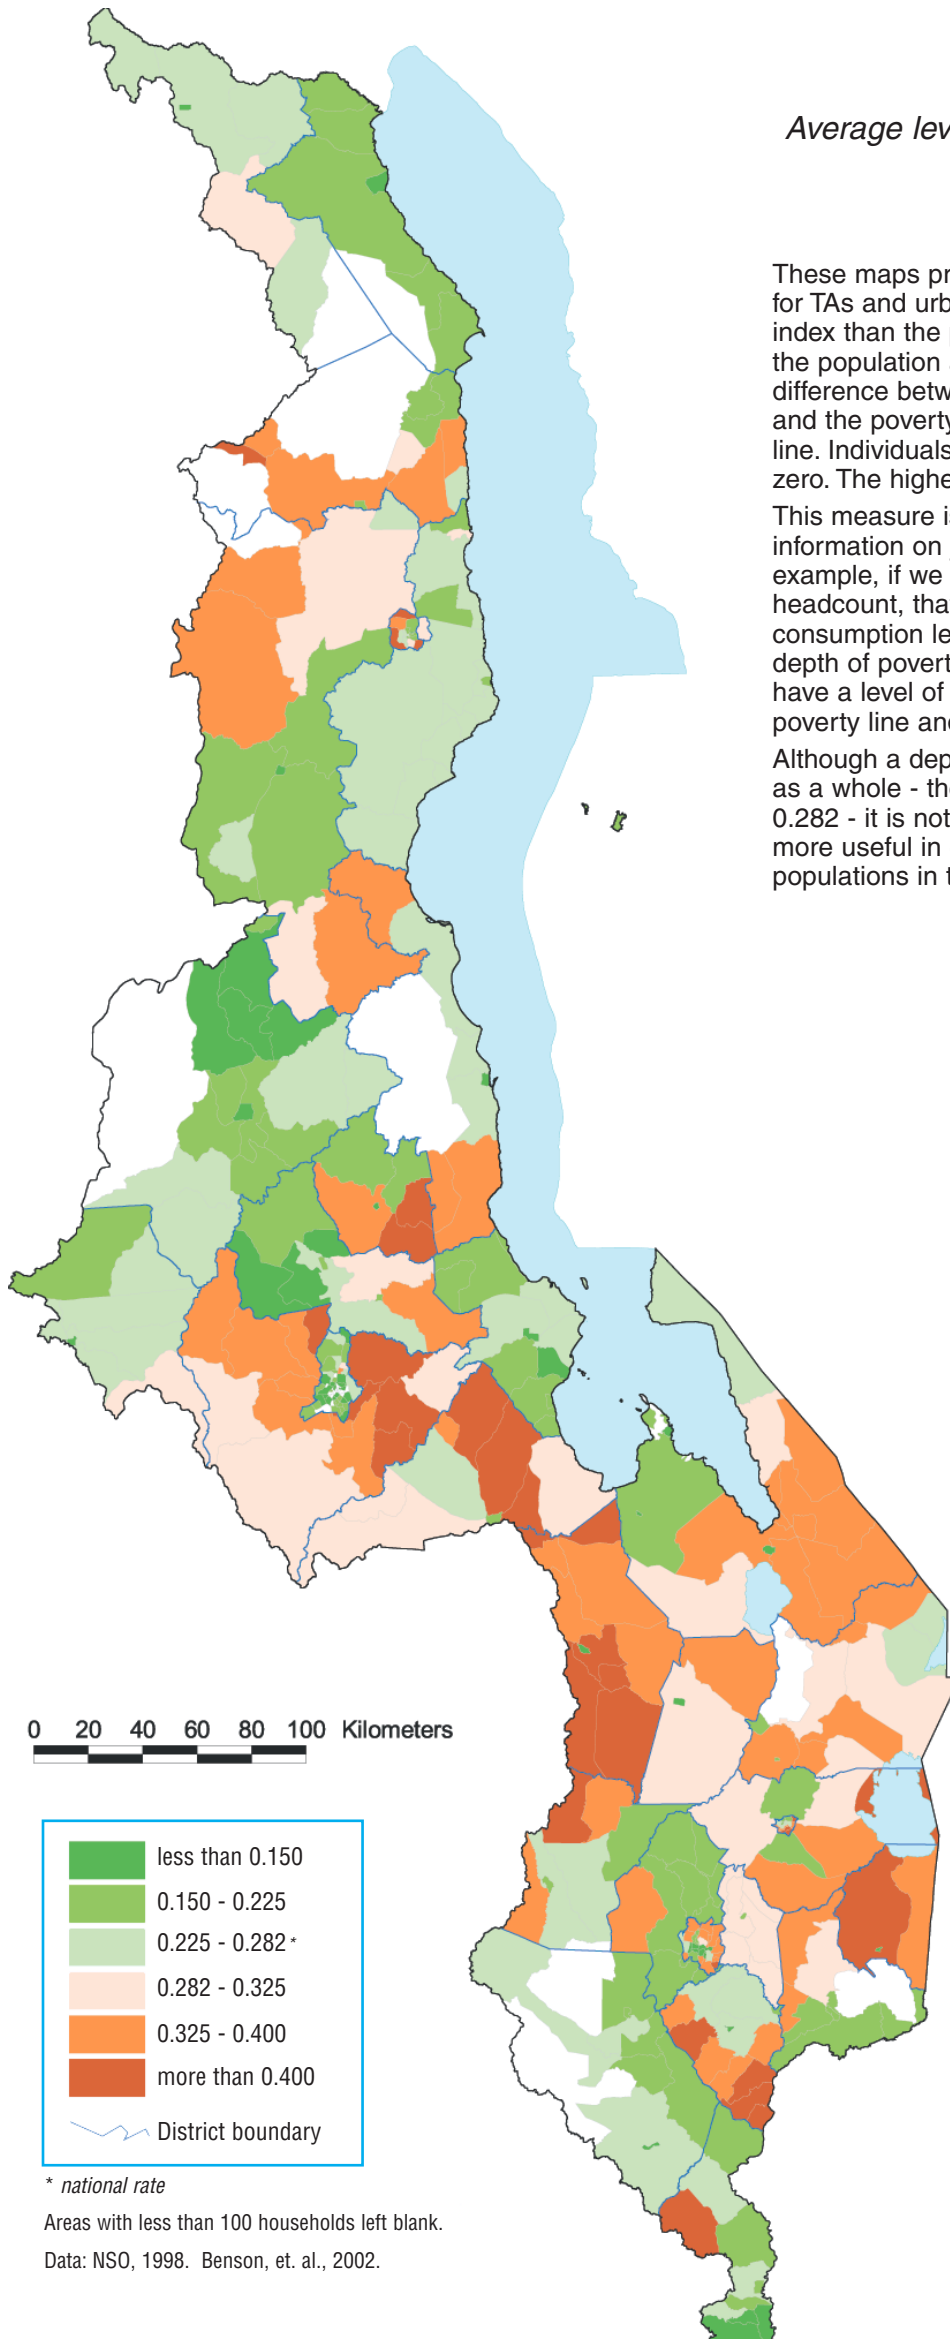 Average lev
These maps pr
for TAs and urb
index than the
the population
difference betw
and the poverty
line. Individuals
zero. The highe
This measure is
information on
example, if we
headcount, tha
consumption le
depth of povert
have a level of
poverty line and
Although a dep
as a whole - the
0.282 - it is not
more useful in
populations in t
0 20 40 60 80 100 Kilometers
less than 0.150
0.150 - 0.225
0.225 - 0.282*
0.282 - 0.325
0.325 - 0.400
more than 0.400
District boundary
* national rate
Areas with less than 100 households left blank.
Data: NSO, 1998. Benson, et. al., 2002.